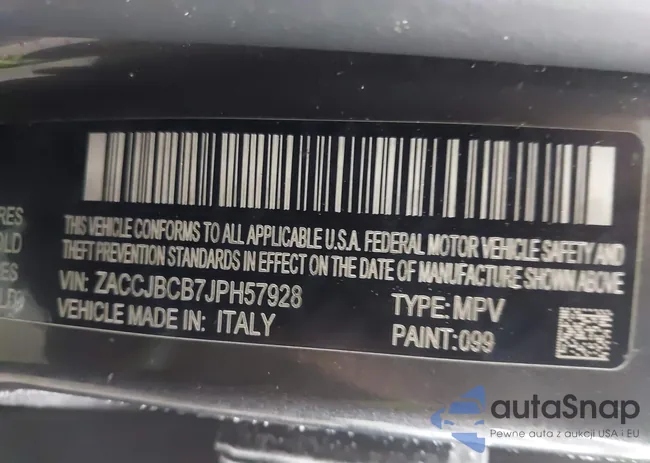 THIS VEHICLE CONFORMS TO ALL APPLICABLE U.S.A. FEDERAL MOTOR VEHICLE SAFETY AND
THEFT PREVENTION STANDARDS IN EFFECT ON THE DATE OF MANUFACTURE SHOWN ABOVE
VIN: ZACCJBCB7JPH57928 TYPE: MPV
VEHICLE MADE IN: ITALY PAINT: 099
autoSnap
Pewne auta z aukcji USA i EU